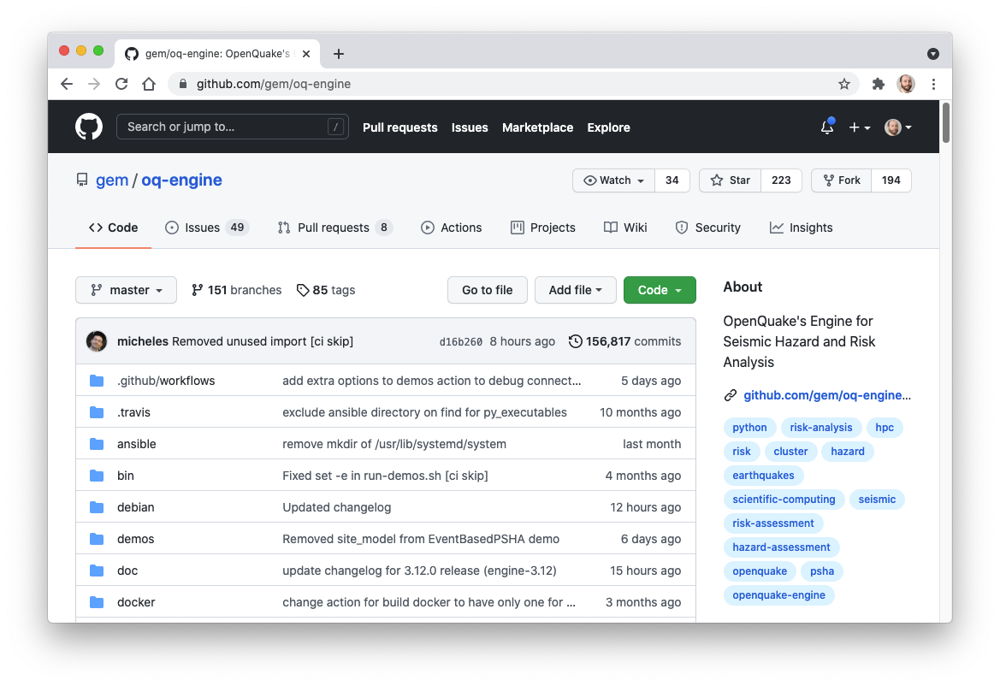 gem/oq-engine: OpenQuake's
github.com/gem/oq-engine
Search or jump to… / Pull requests Issues Marketplace Explore
gem / oq-engine Watch 34 Star 223 Fork 194
Code Issues 49 Pull requests 8 Actions Projects Wiki Security Insights
master 151 branches 85 tags Go to file Add file Code
micheles Removed unused import [ci skip] d16b260 8 hours ago 156,817 commits
.github/workflows add extra options to demos action to debug connect… 5 days ago
.travis exclude ansible directory on find for py_executables 10 months ago
ansible remove mkdir of /usr/lib/systemd/system last month
bin Fixed set -e in run-demos.sh [ci skip] 4 months ago
debian Updated changelog 12 hours ago
demos Removed site_model from EventBasedPSHA demo 6 days ago
doc update changelog for 3.12.0 release (engine-3.12) 15 hours ago
docker change action for build docker to have only one for … 3 months ago
About
OpenQuake's Engine for
Seismic Hazard and Risk
Analysis
github.com/gem/oq-engine…
python risk-analysis hpc
risk cluster hazard
earthquakes
scientific-computing seismic
risk-assessment
hazard-assessment
openquake psha
openquake-engine